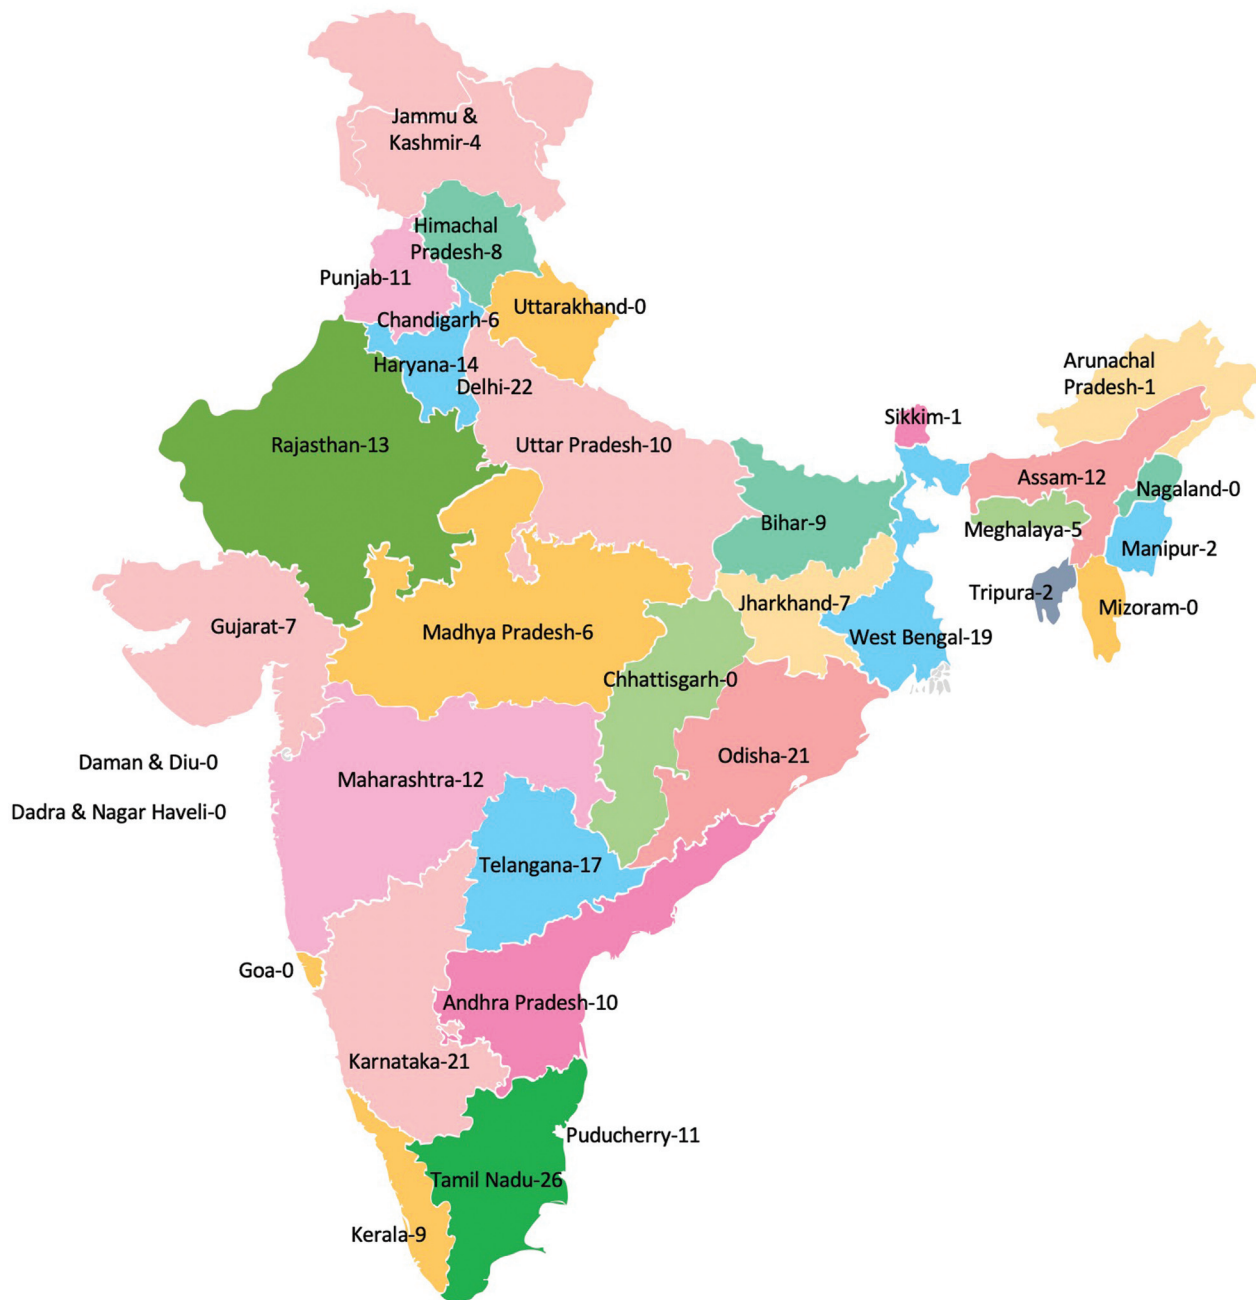 Jammu &
Kashmir-4
Himachal
Pradesh-8
Punjab-11
Uttarakhand-0
Chandigarh-6
Haryana-14
Delhi-22
Arunachal
Pradesh-1
Sikkim-1
Rajasthan-13
Uttar Pradesh-10
Assam-12
Nagaland-0
Bihar-9
Meghalaya-5
Manipur-2
Tripura-2
Jharkhand-7
Mizoram-0
Gujarat-7
Madhya Pradesh-6
West Bengal-19
Chhattisgarh-0
Daman & Diu-0
Odisha-21
Maharashtra-12
Dadra & Nagar Haveli-0
Telangana-17
Goa-0
Andhra Pradesh-10
Karnataka-21
Puducherry-11
Tamil Nadu-26
Kerala-9